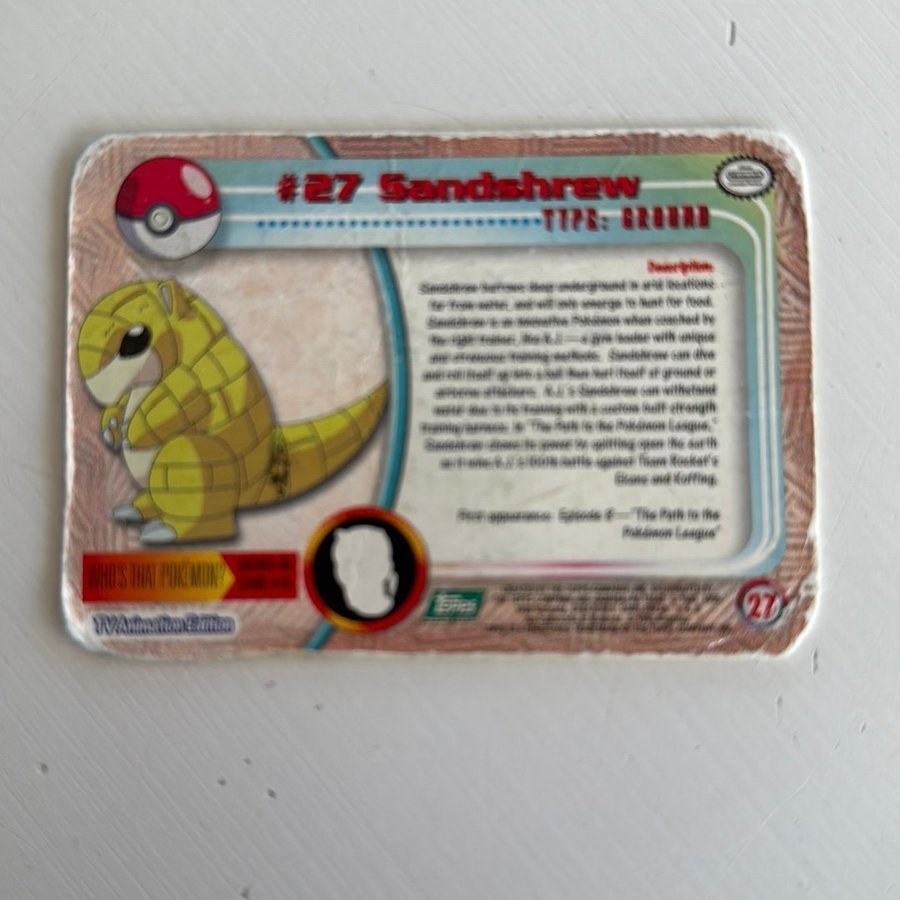 #27 Sandshrew
TYPE: GROUND
Description:
Sandshrew burrows deep underground in arid locations
far from water, and will only emerge to hunt for food.
Sandshrew is an innovative Pokémon when coached by
the right trainer, like A.J.—a gym leader with unique
and strenuous training methods. Sandshrew can dive
and roll itself up into a ball then hurl itself at ground or
airborne attackers. A.J.'s Sandshrew can withstand
water due to its training with a custom built strength
training harness. In "The Path to the Pokémon League,"
Sandshrew shows its power by splitting open the earth
as it wins A.J.'s 100th battle against Team Rocket's
Ekans and Koffing.
First appearance: Episode 8—"The Path to the
Pokémon League"
WHO'S THAT POKéMON?
TV Animation Edition
TOPPS
27